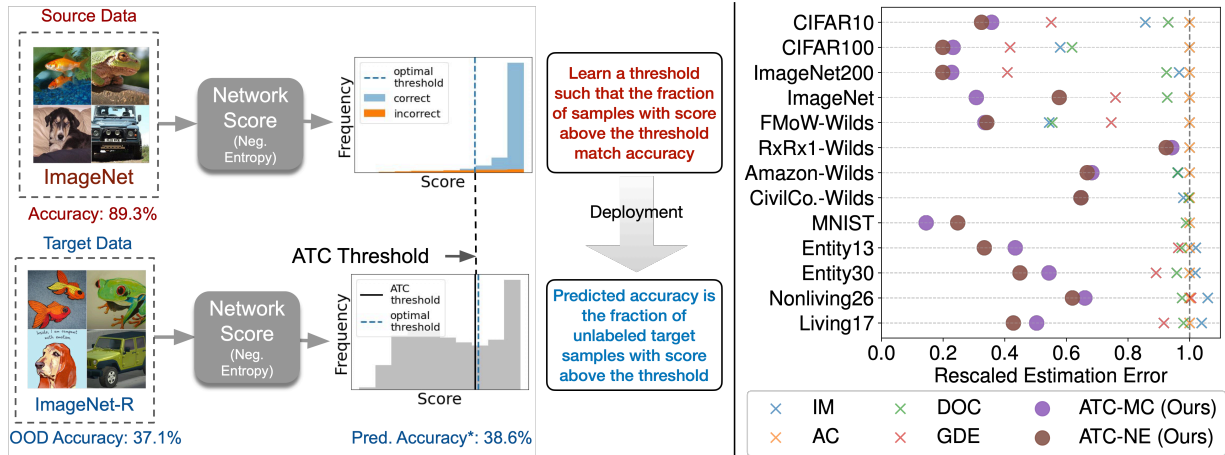 Source Data
ImageNet
Accuracy: 89.3%
Network
Score
(Neg.
Entropy)
Frequency
optimal
threshold
correct
incorrect
Score
Learn a threshold
such that the fraction
of samples with score
above the threshold
match accuracy
Deployment
ATC Threshold
Target Data
ImageNet-R
OOD Accuracy: 37.1%
Network
Score
(Neg.
Entropy)
Frequency
ATC
threshold
optimal
threshold
Score
Pred. Accuracy*: 38.6%
Predicted accuracy is
the fraction of
unlabeled target
samples with score
above the threshold
CIFAR10
CIFAR100
ImageNet200
ImageNet
FMoW-Wilds
RxRx1-Wilds
Amazon-Wilds
CivilCo.-Wilds
MNIST
Entity13
Entity30
Nonliving26
Living17
0.0 0.2 0.4 0.6 0.8 1.0
Rescaled Estimation Error
IM DOC ATC-MC (Ours)
AC GDE ATC-NE (Ours)